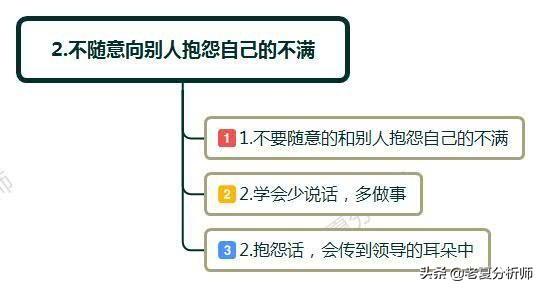 2.不随意向别人抱怨自己的不满
1 1.不要随意的和别人抱怨自己的不满
2 2.学会少说话，多做事
3 2.抱怨话，会传到领导的耳朵中
头条@老夏分析师